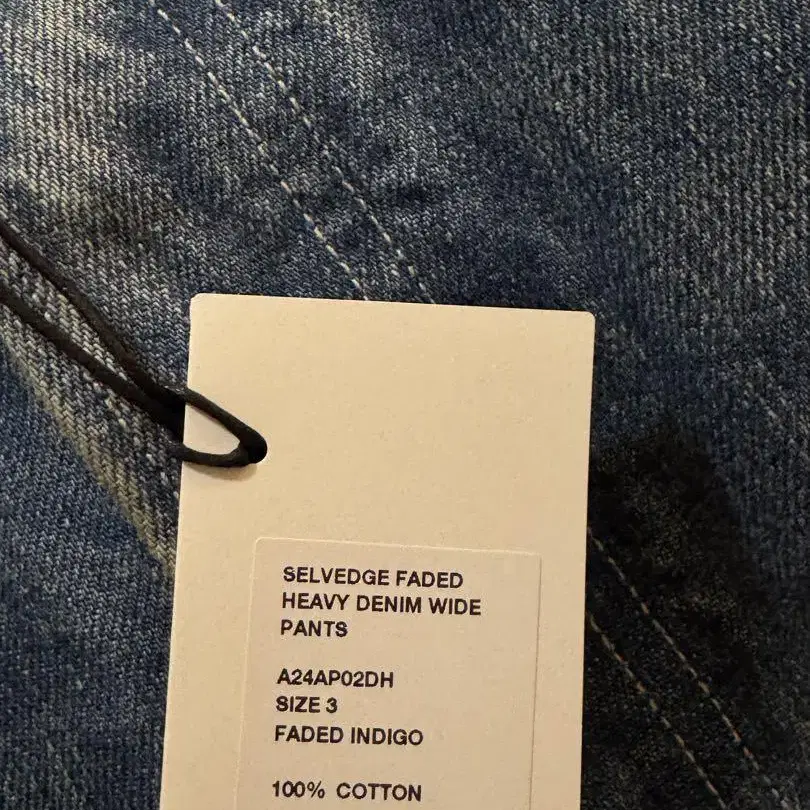 SELVEDGE FADED
HEAVY DENIM WIDE
PANTS
A24AP02DH
SIZE 3
FADED INDIGO
100% COTTON